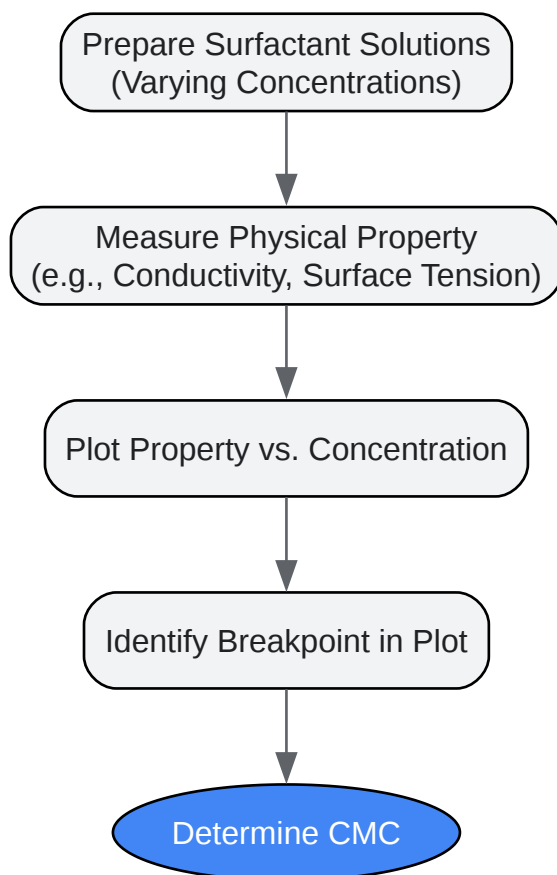 Prepare Surfactant Solutions
(Varying Concentrations)
Measure Physical Property
(e.g., Conductivity, Surface Tension)
Plot Property vs. Concentration
Identify Breakpoint in Plot
Determine CMC